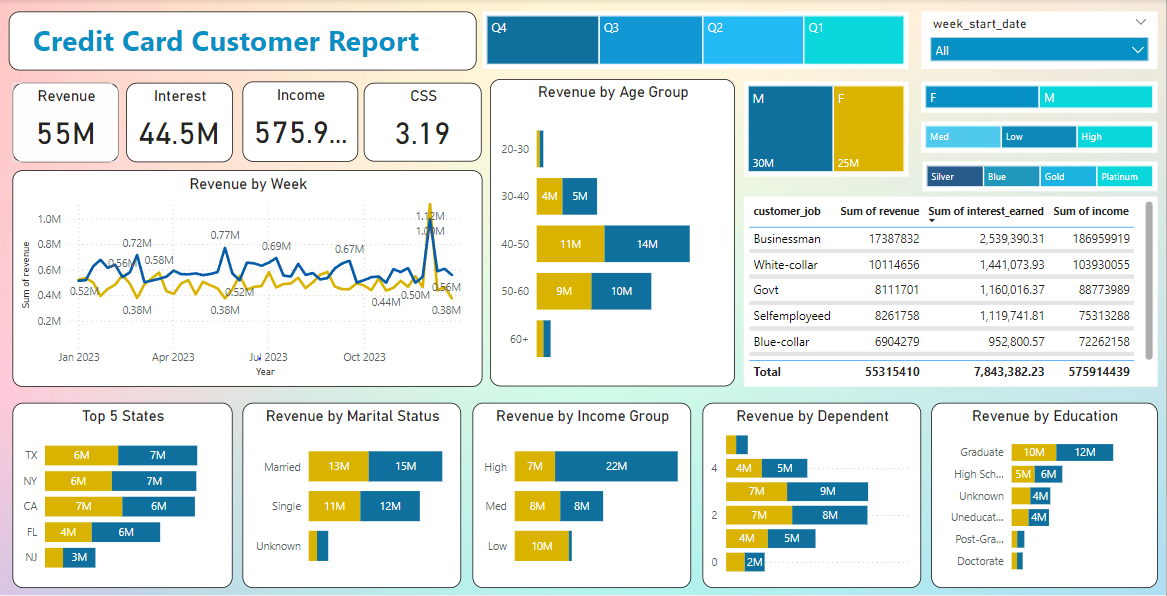 Credit Card Customer Report
Q4
Q3
Q2
Q1
week_start_date
All
F
M
Med
Low
High
Silver
Blue
Gold
Platinum
Revenue
55M
Interest
44.5M
Income
575.9...
CSS
3.19
Revenue by Age Group
20-30
30-40
4M
5M
40-50
11M
14M
50-60
9M
10M
60+
M
F
30M
25M
Revenue by Week
Sum of revenue
1.0M
0.8M
0.6M
0.4M
0.2M
0.52M
0.56M
0.72M
0.38M
0.58M
0.77M
0.38M
0.52M
0.69M
0.67M
0.44M
0.50M
1.12M
0.56M
0.38M
Jan 2023
Apr 2023
Jul 2023
Oct 2023
Year
customer_job Sum of revenue Sum of interest_earned Sum of income
Businessman 17387832 2,539,390.31 186959919
White-collar 10114656 1,441,073.93 103930055
Govt 8111701 1,160,016.37 88773989
Selfemployeed 8261758 1,119,741.81 75313288
Blue-collar 6904279 952,800.57 72262158
Total 55315410 7,843,382.23 575914439
Top 5 States
TX 6M 7M
NY 6M 7M
CA 7M 6M
FL 4M 6M
NJ 3M
Revenue by Marital Status
Married 13M 15M
Single 11M 12M
Unknown
Revenue by Income Group
High 7M 22M
Med 8M 8M
Low 10M
Revenue by Dependent
4 4M 5M
7M 9M
2 7M 8M
4M 5M
0 2M
Revenue by Education
Graduate 10M 12M
High Sch... 5M 6M
Unknown 4M
Uneducat... 4M
Post-Gra...
Doctorate